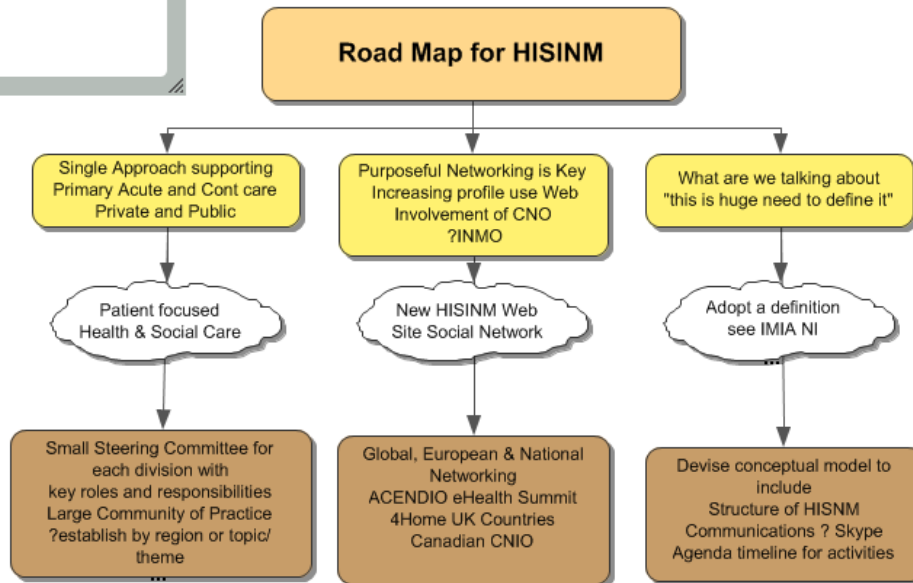 Road Map for HISINM
Single Approach supporting
Primary Acute and Cont care
Private and Public
Purposeful Networking is Key
Increasing profile use Web
Involvement of CNO
?INMO
What are we talking about
"this is huge need to define it"
Patient focused
Health & Social Care
New HISINM Web
Site Social Network
Adopt a definition
see IMIA NI
...
Small Steering Committee for
each division with
key roles and responsibilities
Large Community of Practice
?establish by region or topic/
theme
...
Global, European & National
Networking
ACENDIO eHealth Summit
4Home UK Countries
Canadian CNIO
Devise conceptual model to
include
Structure of HISNM
Communications ? Skype
Agenda timeline for activities